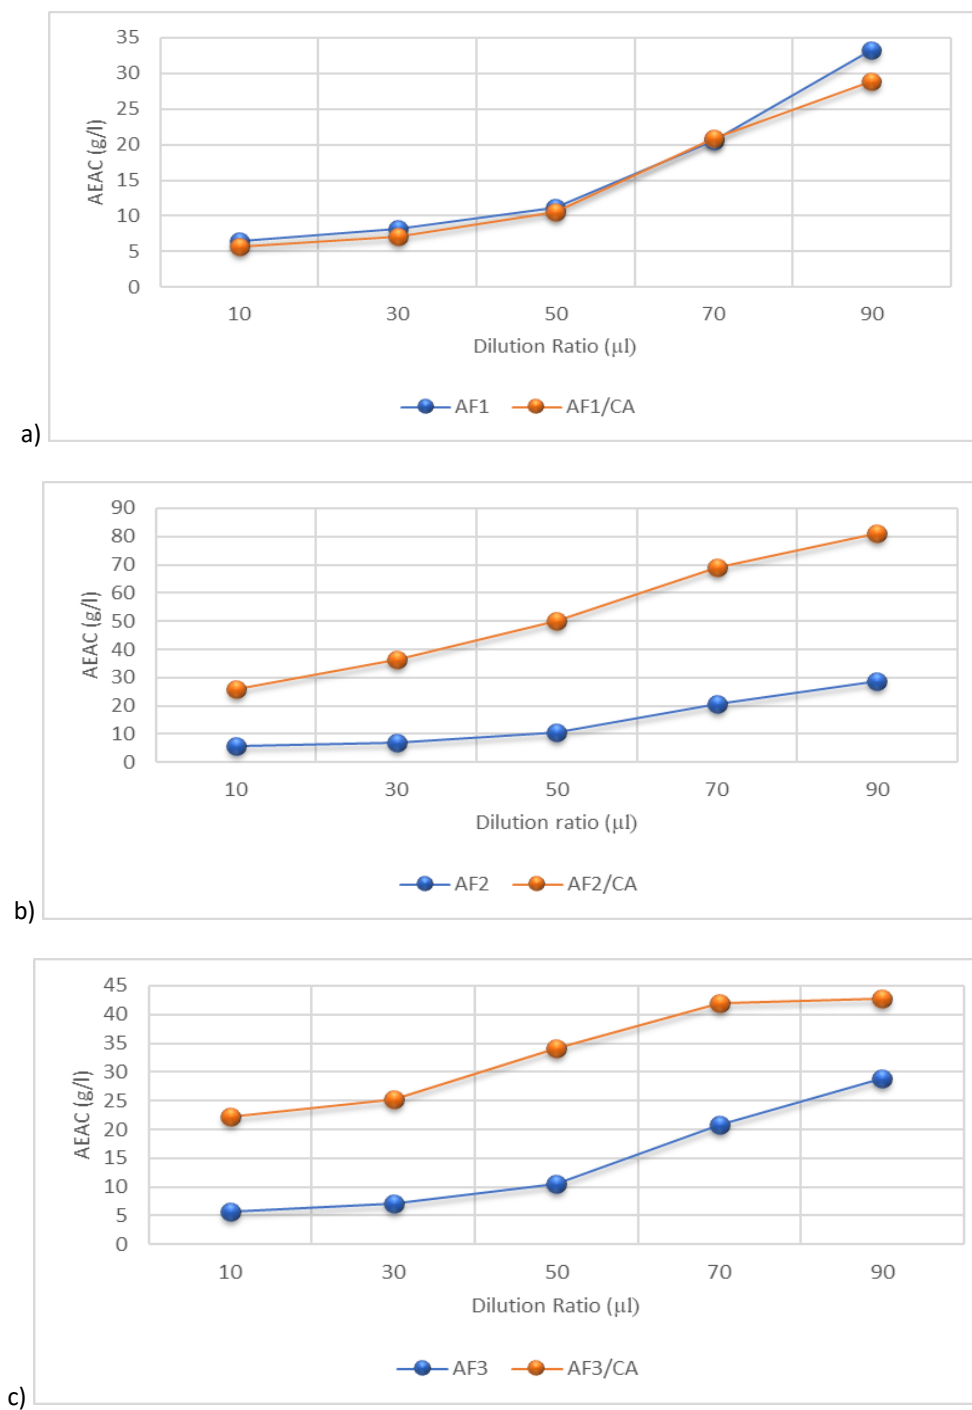 35
30
25
20
15
10
5
0
AEAC (g/l)
10 30 50 70 90
Dilution Ratio (µl)
AF1 AF1/CA
a)
90
80
70
60
50
40
30
20
10
0
AEAC (g/l)
10 30 50 70 90
Dilution ratio (µl)
AF2 AF2/CA
b)
45
40
35
30
25
20
15
10
5
0
AEAC (g/l)
10 30 50 70 90
Dilution Ratio (µl)
AF3 AF3/CA
c)